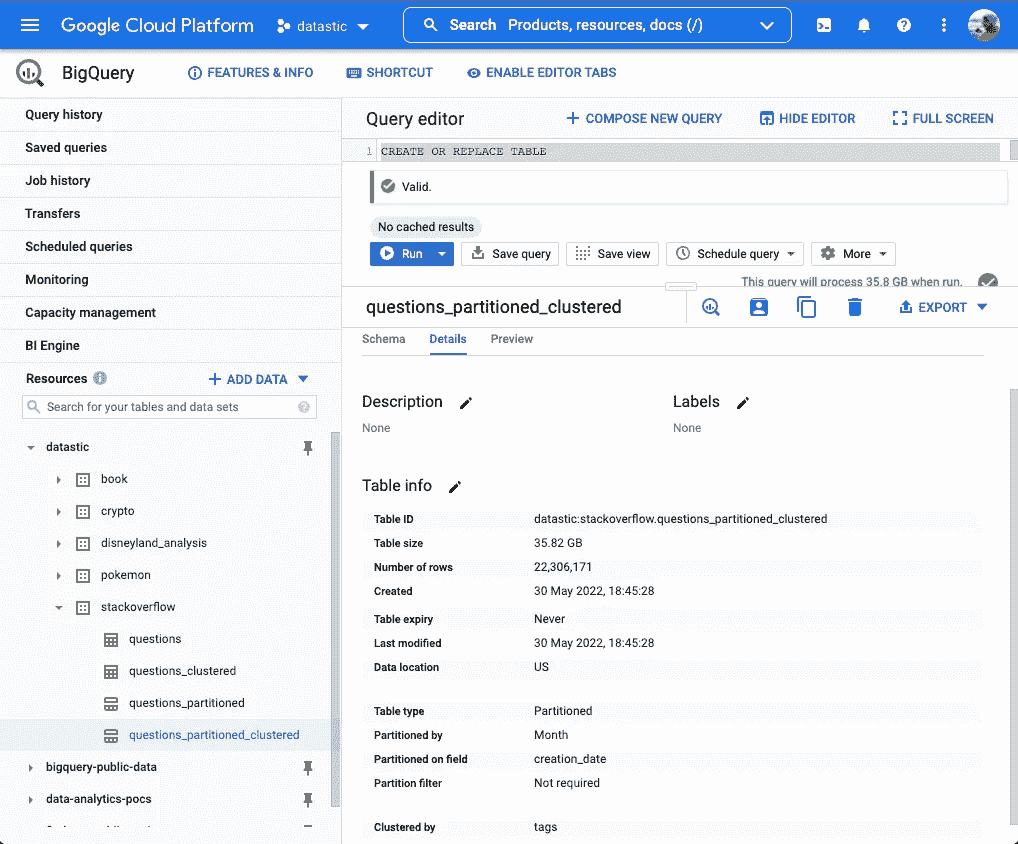 Google Cloud Platform datastic Search Products, resources, docs (/)
BigQuery FEATURES & INFO SHORTCUT ENABLE EDITOR TABS
Query history
Saved queries
Job history
Transfers
Scheduled queries
Monitoring
Capacity management
BI Engine
Resources ADD DATA
Search for your tables and data sets
datastic
book
crypto
disneyland_analysis
pokemon
stackoverflow
questions
questions_clustered
questions_partitioned
questions_partitioned_clustered
bigquery-public-data
data-analytics-pocs
Query editor COMPOSE NEW QUERY HIDE EDITOR FULL SCREEN
1 CREATE OR REPLACE TABLE
Valid.
No cached results
Run Save query Save view Schedule query More
This query will process 35.8 GB when run.
questions_partitioned_clustered EXPORT
Schema Details Preview
Description Labels
None None
Table info
Table ID datastic:stackoverflow.questions_partitioned_clustered
Table size 35.82 GB
Number of rows 22,306,171
Created 30 May 2022, 18:45:28
Table expiry Never
Last modified 30 May 2022, 18:45:28
Data location US
Table type Partitioned
Partitioned by Month
Partitioned on field creation_date
Partition filter Not required
Clustered by tags